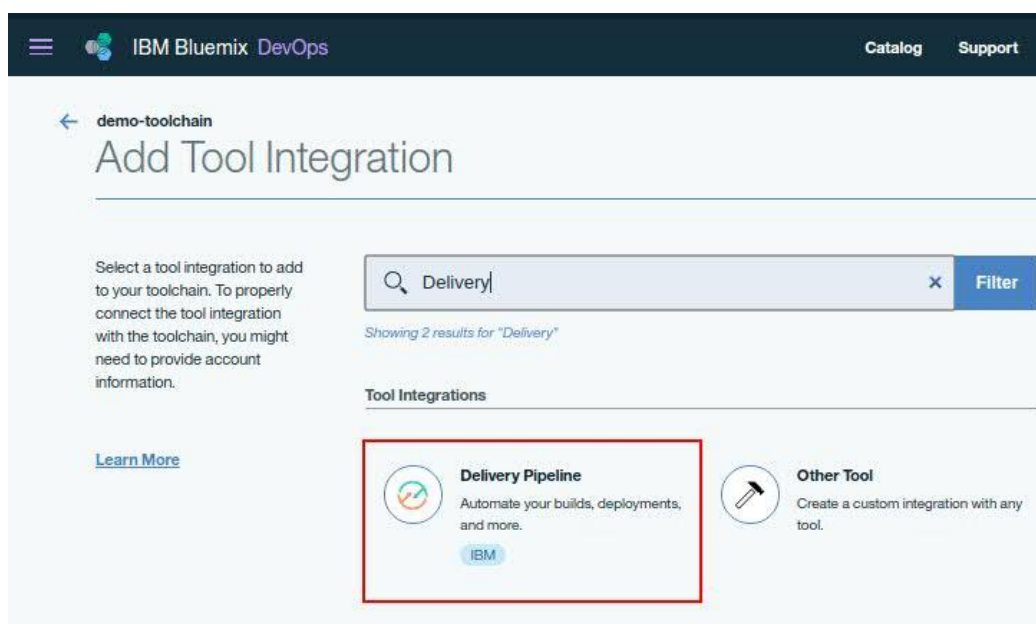 IBM Bluemix DevOps
Catalog
Support
demo-toolchain
Add Tool Integration
Select a tool integration to add
to your toolchain. To properly
connect the tool integration
with the toolchain, you might
need to provide account
information.
Learn More
Delivery
Filter
Showing 2 results for "Delivery"
Tool Integrations
Delivery Pipeline
Automate your builds, deployments,
and more.
IBM
Other Tool
Create a custom integration with any
tool.